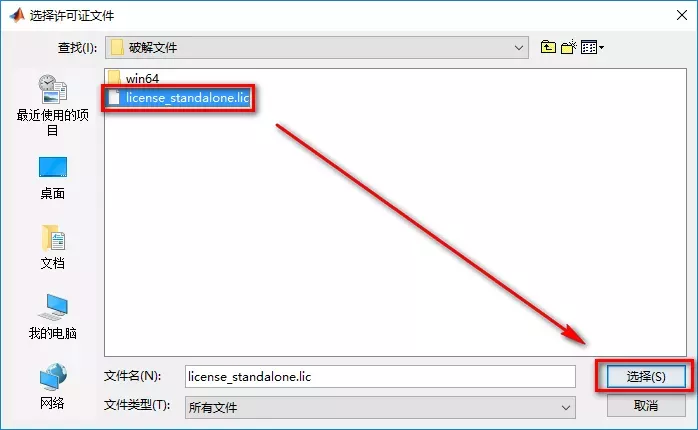 选择许可证文件
查找(I):
破解文件
win64
license_standalone.lic
最近使用的项
目
桌面
文档
我的电脑
网络
文件名(N):
license_standalone.lic
选择(S)
文件类型(T):
所有文件
取消